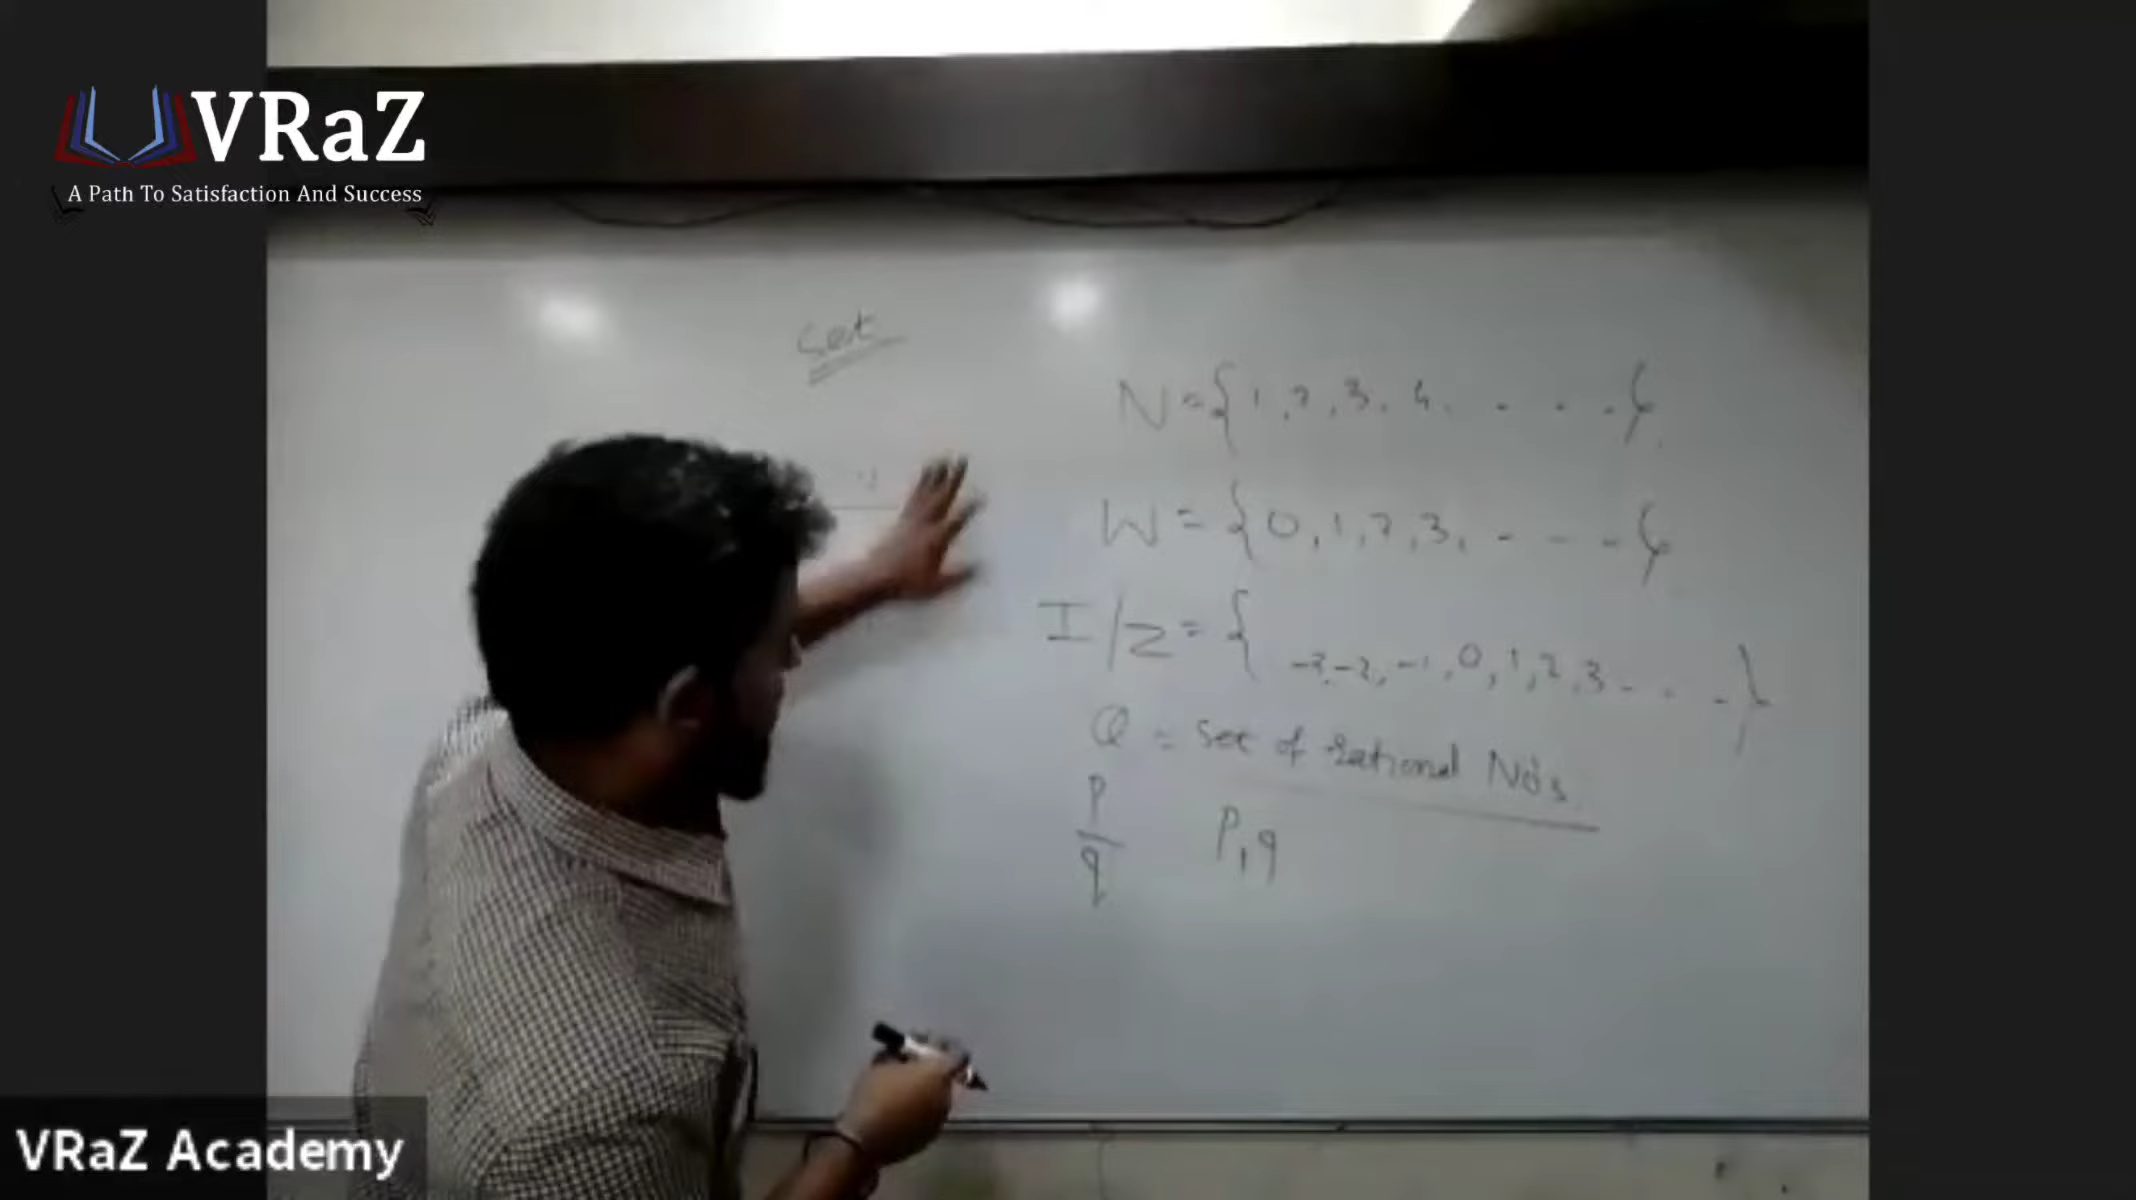 VRaZ
A Path To Satisfaction And Success
Set
N = { 1, 2, 3, 4, . . . . }
W = { 0, 1, 2, 3, - - - - }
I/Z = { -3, -2, -1, 0, 1, 2, 3 - . . - }
Q = Set of rational No's
p/q p, q
VRaZ Academy